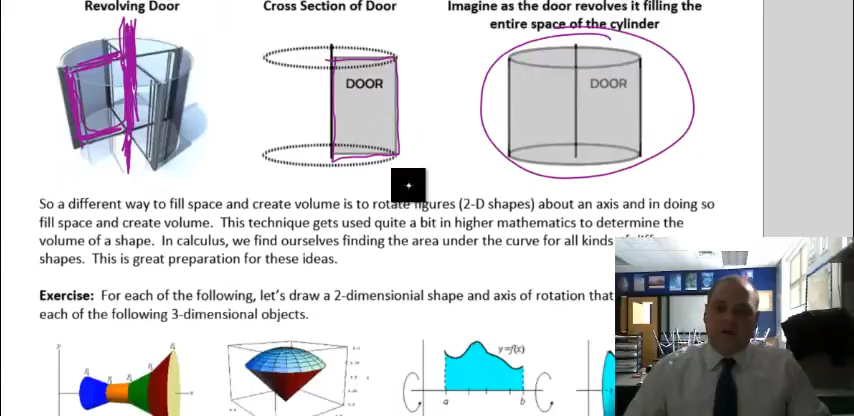 Revolving Door
Cross Section of Door
Imagine as the door revolves it filling the
entire space of the cylinder
DOOR
DOOR
So a different way to fill space and create volume is to rotate figures (2-D shapes) about an axis and in doing so
fill space and create volume. This technique gets used quite a bit in higher mathematics to determine the
volume of a shape. In calculus, we find ourselves finding the area under the curve for all kinds
shapes. This is great preparation for these ideas.
Exercise: For each of the following, let's draw a 2-dimensionial shape and axis of rotation that
each of the following 3-dimensional objects.
y=f(x)
a
b